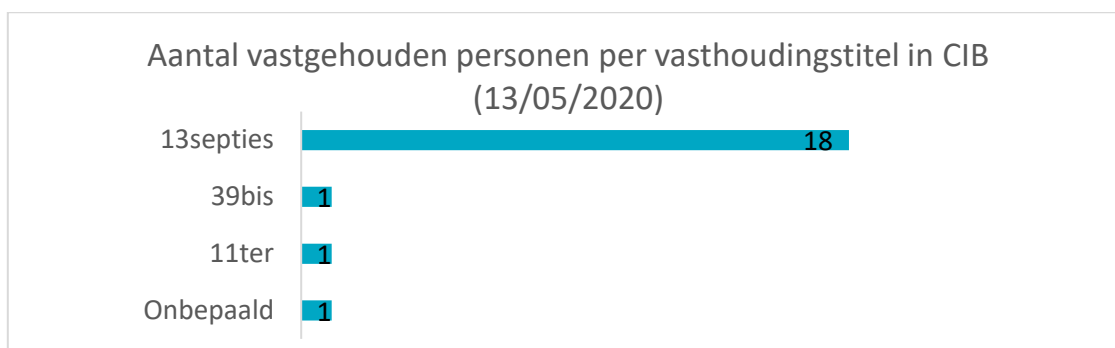 Aantal vastgehouden personen per vasthoudingstitel in CIB
(13/05/2020)
13septies 18
39bis 1
11ter 1
Onbepaald 1